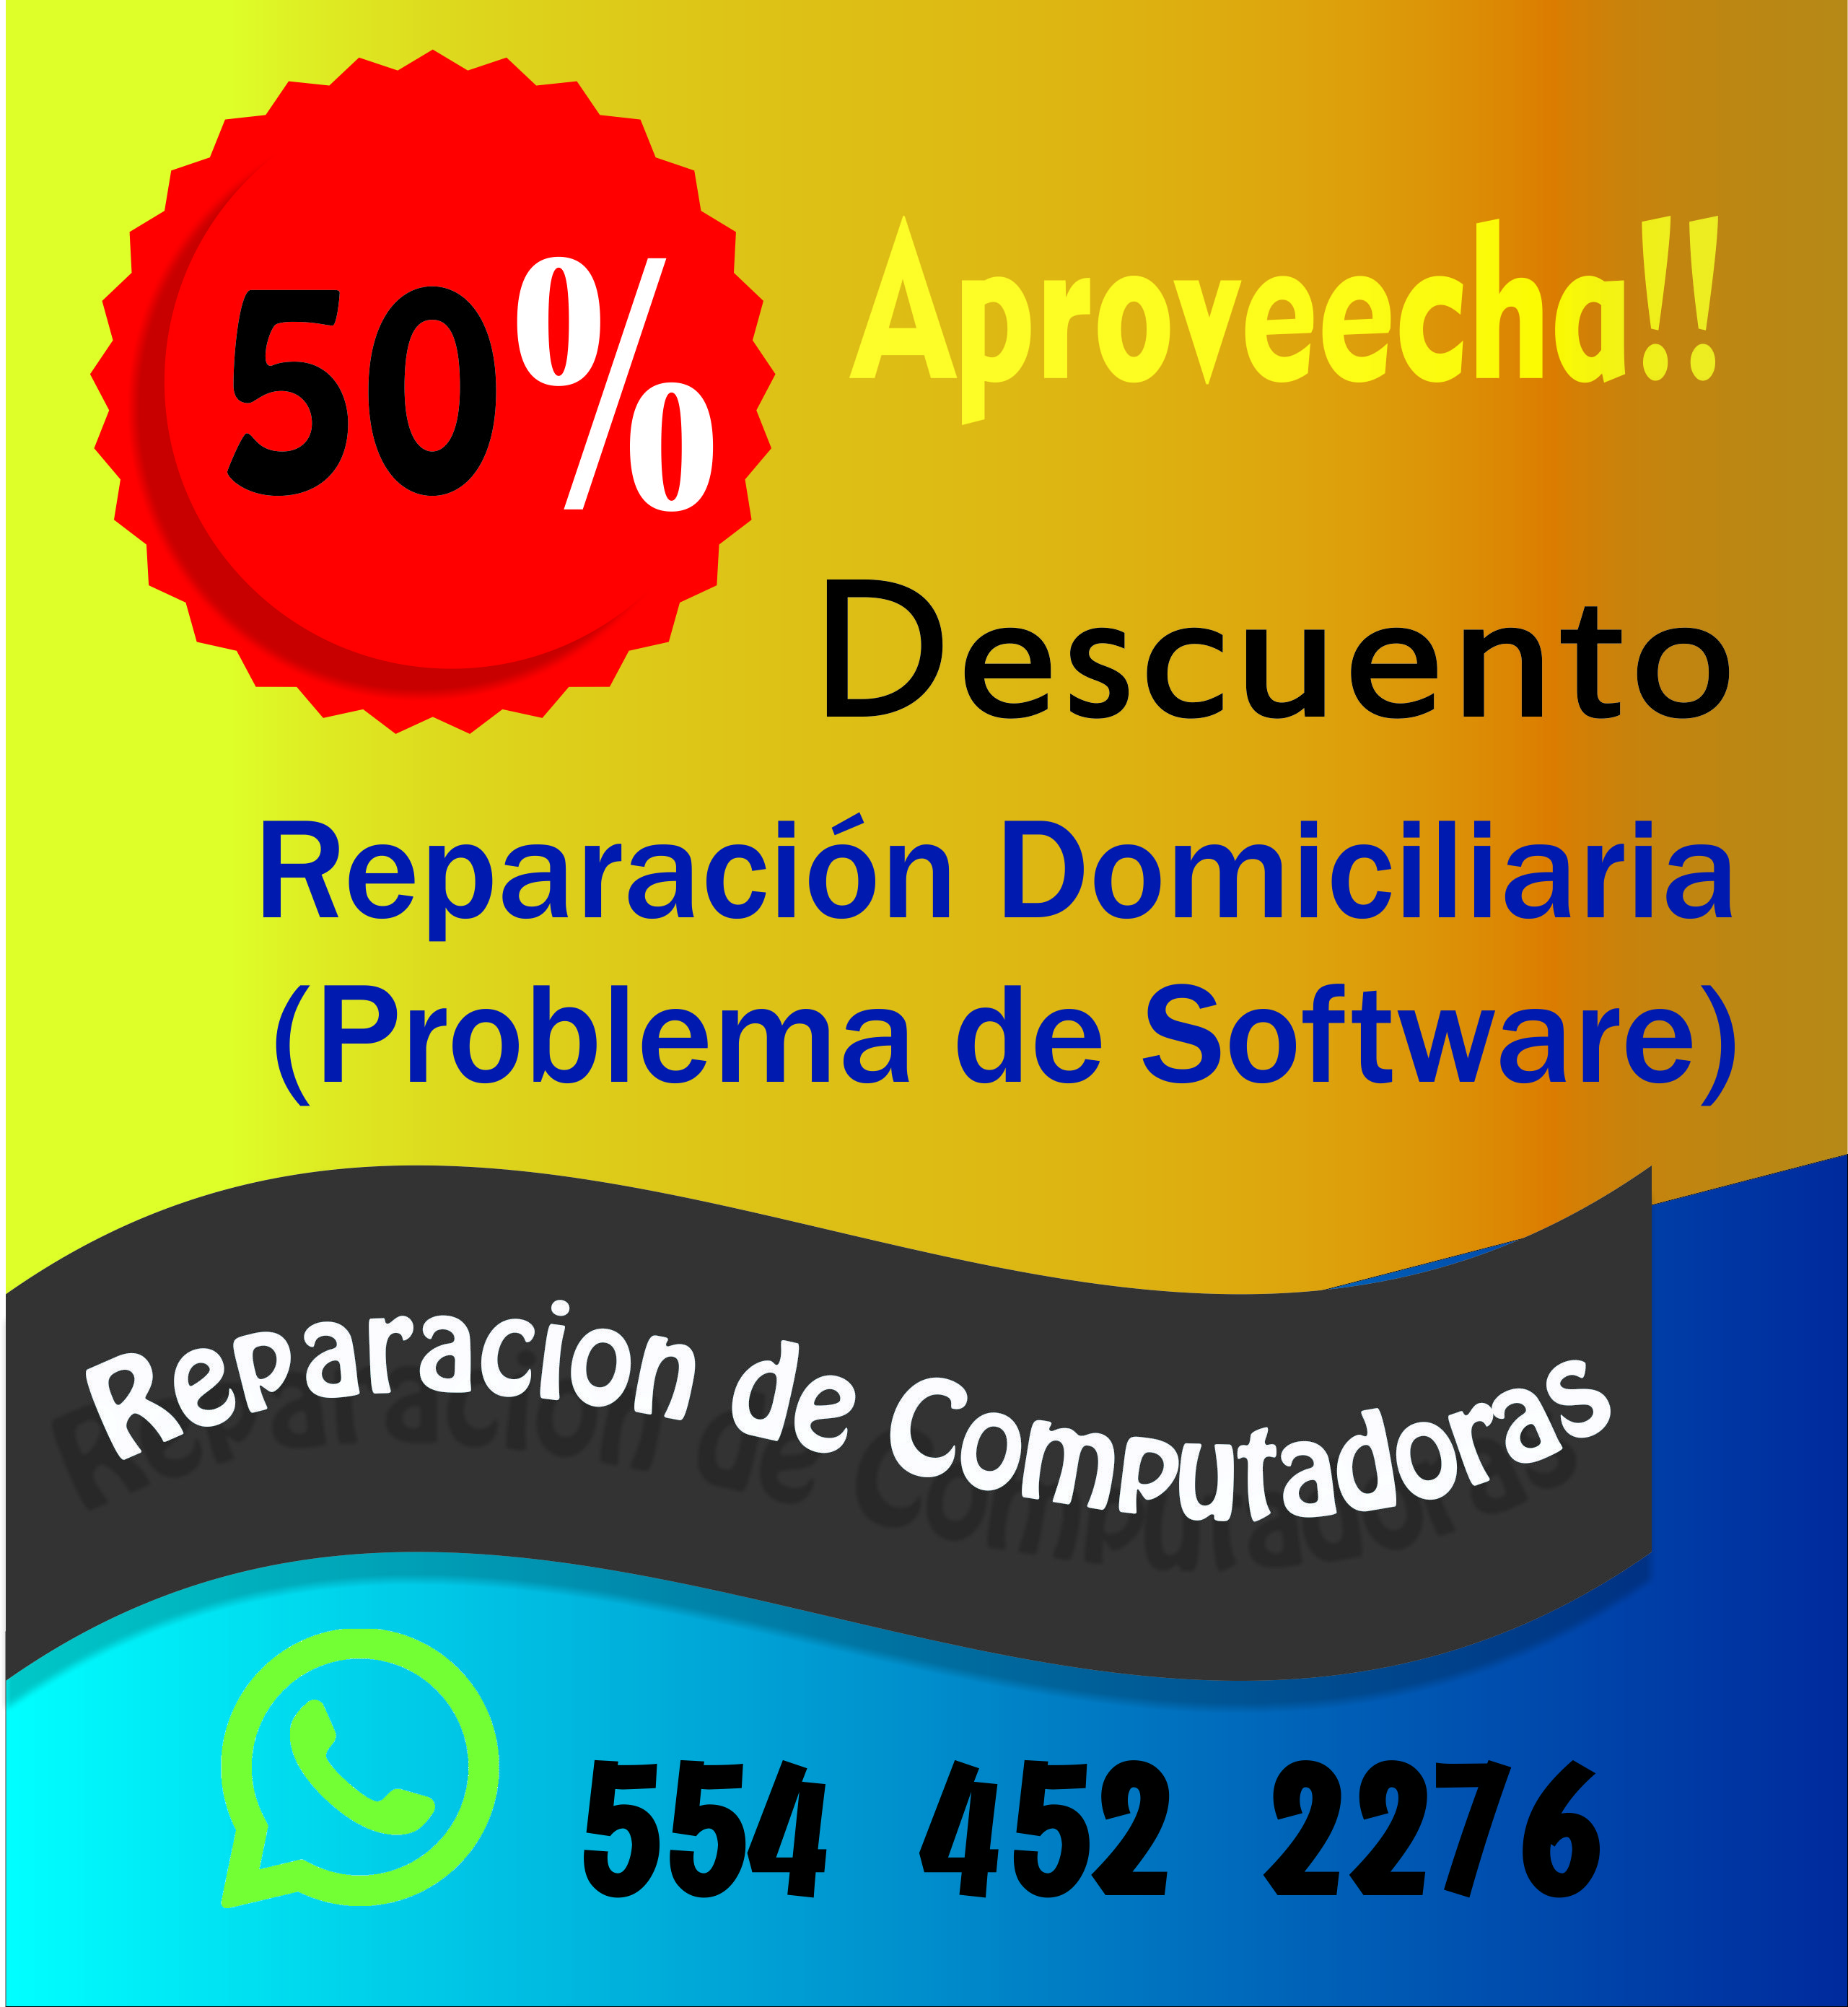 50%
Aproveecha!!
Descuento
Reparación Domiciliaria
(Problema de Software)
Reparacion de Computadoras
554 452 2276